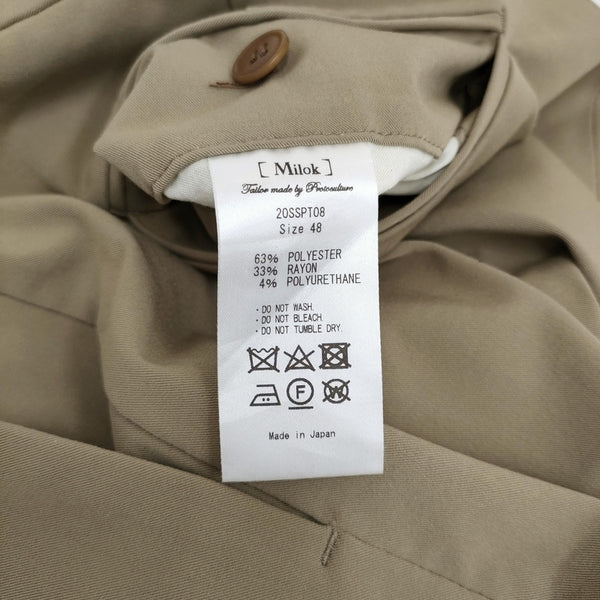 [ Milok ]
Tailor made by Protoculture
20SSPT08
Size 48
63% POLYESTER
33% RAYON
4% POLYURETHANE
· DO NOT WASH.
· DO NOT BLEACH.
· DO NOT TUMBLE DRY.
F W
Made in Japan